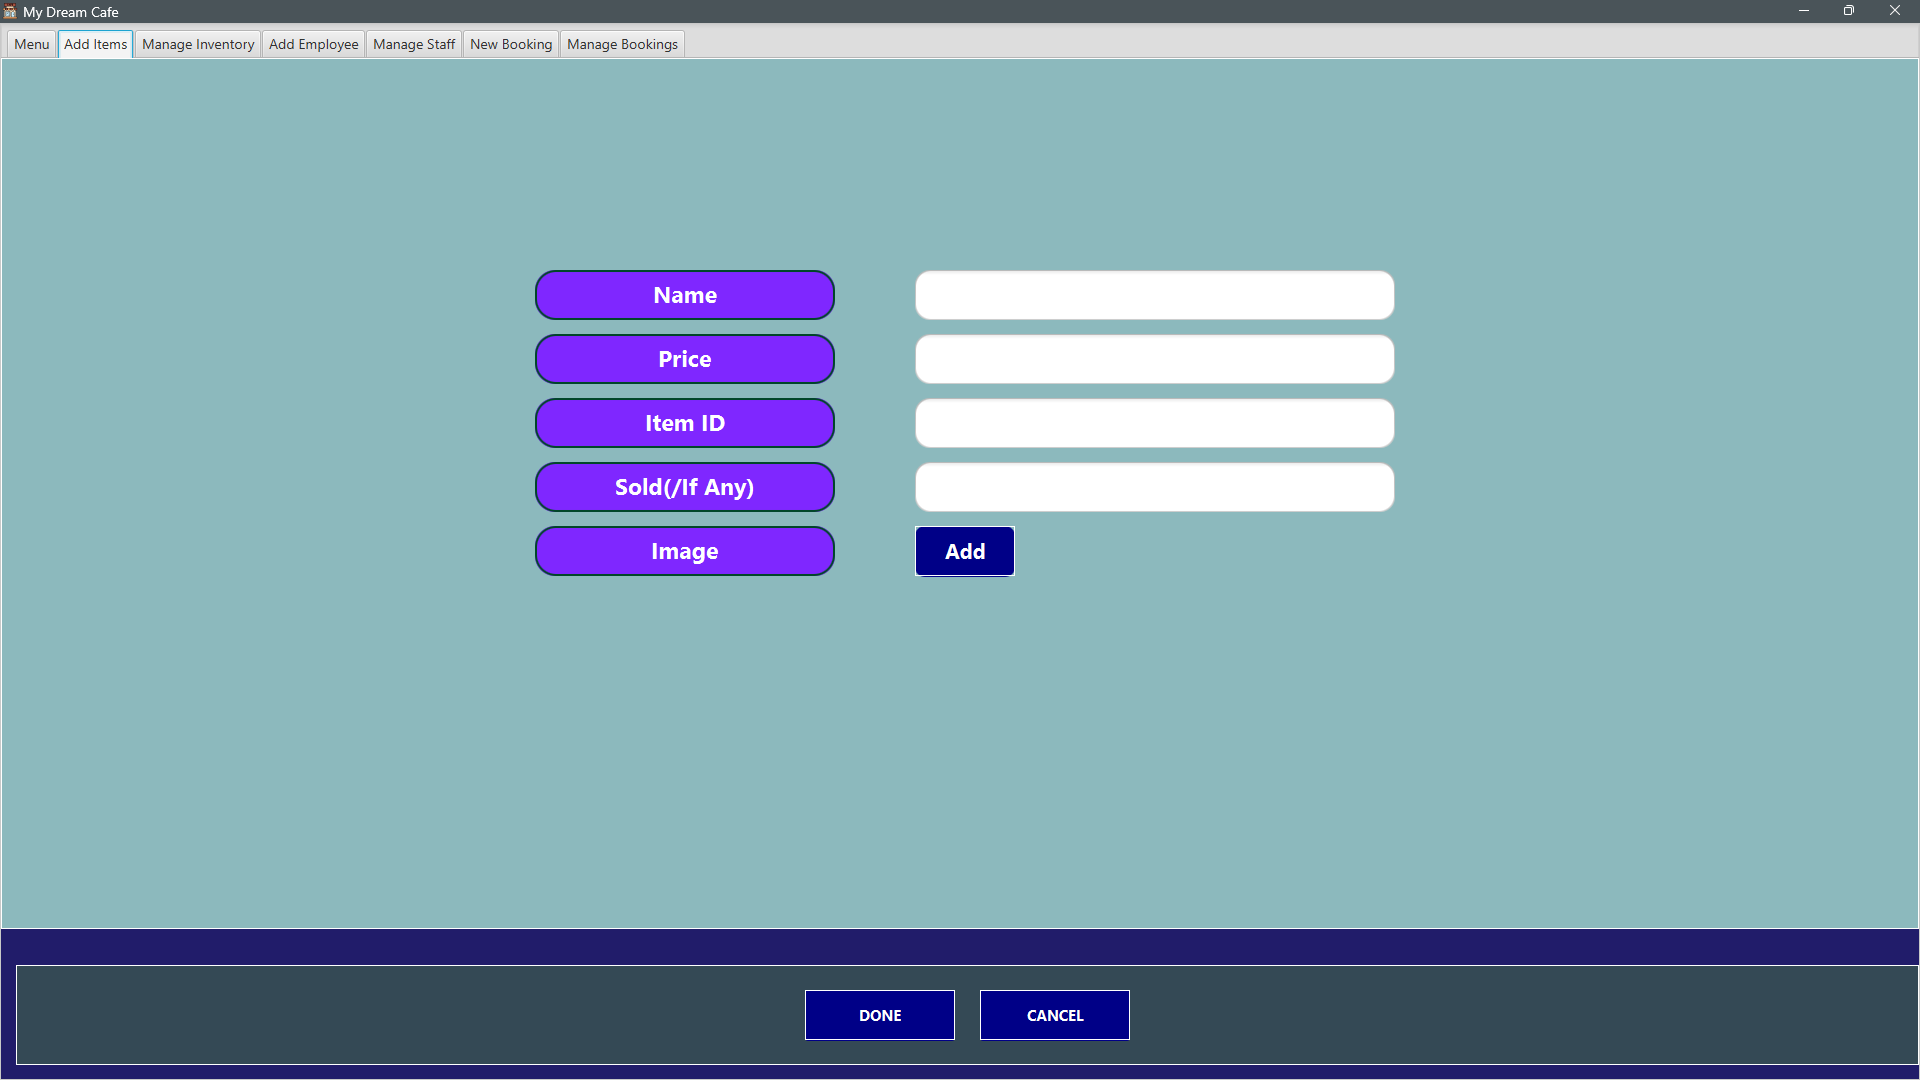 My Dream Cafe
Menu Add Items Manage Inventory Add Employee Manage Staff New Booking Manage Bookings
Name
Price
Item ID
Sold(/If Any)
Image Add
DONE CANCEL